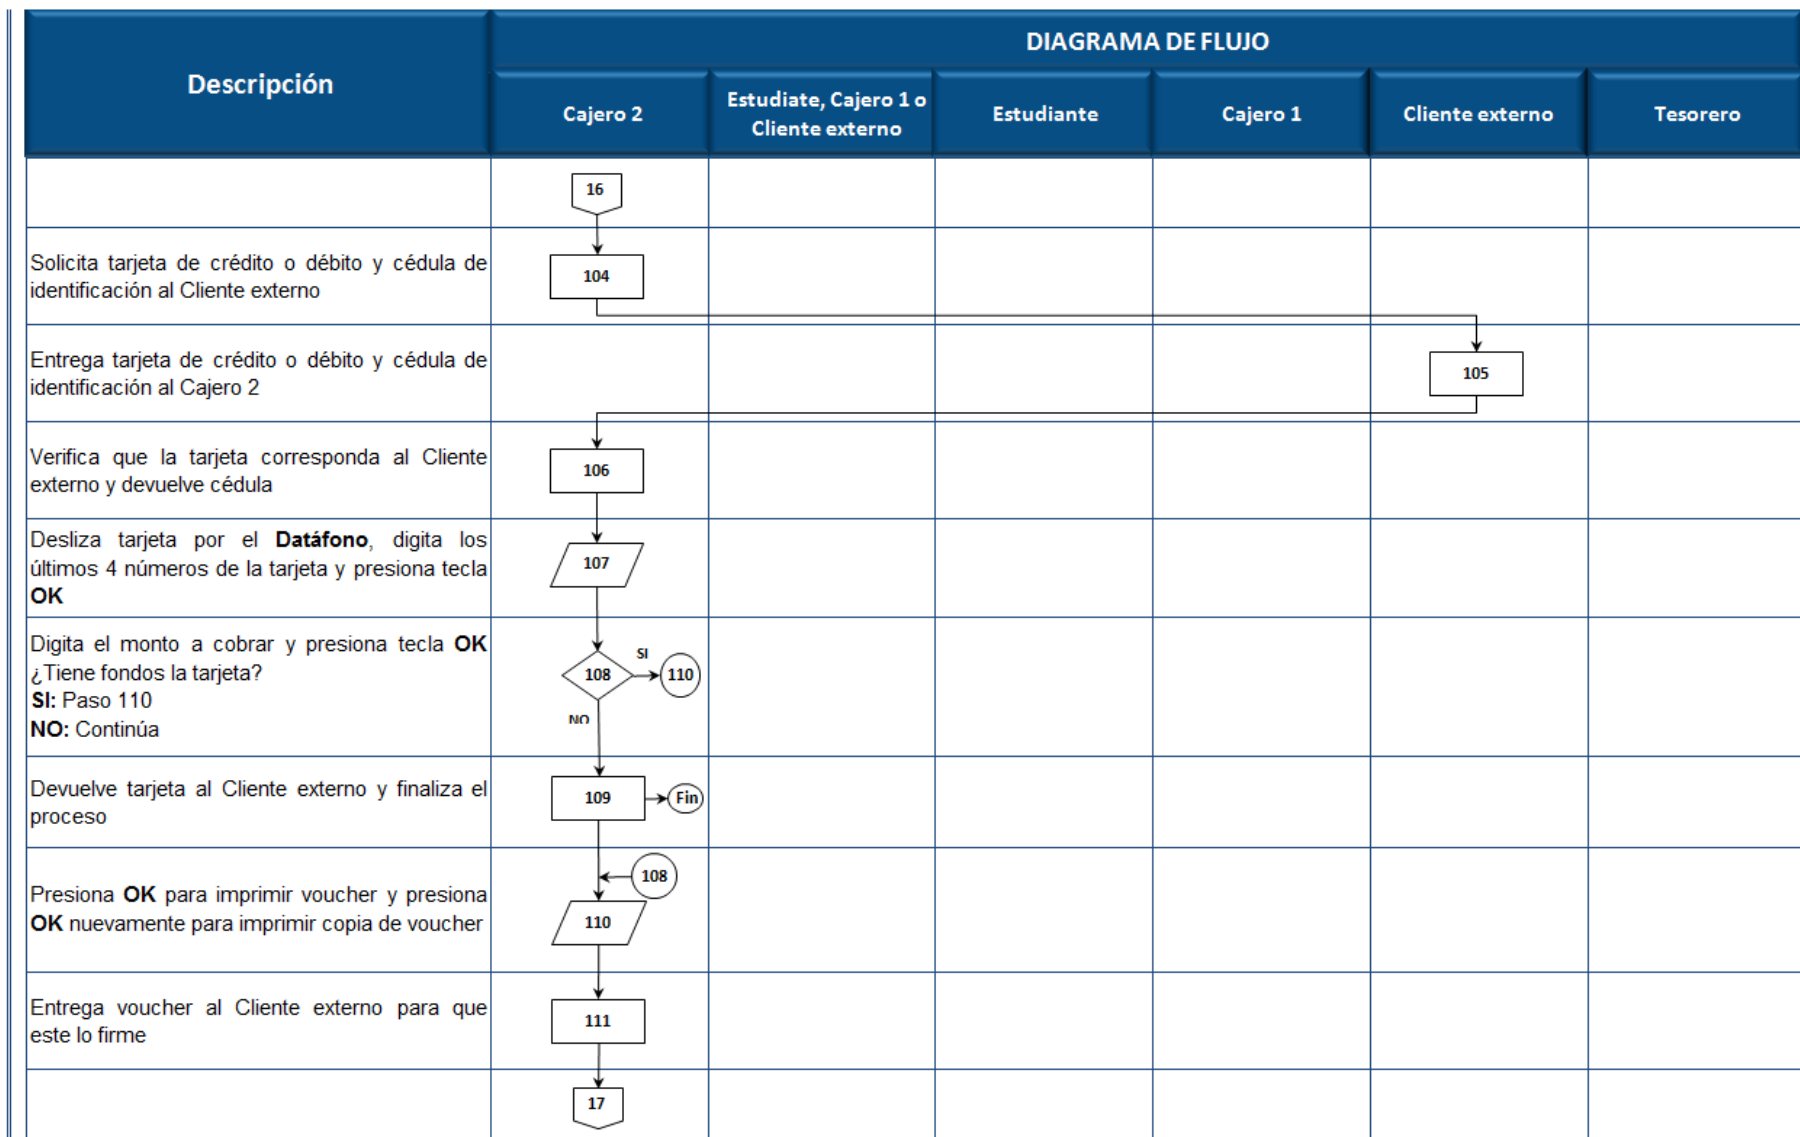 Descripción
DIAGRAMA DE FLUJO
Cajero 2
Estudiate, Cajero 1 o
Cliente externo
Estudiante
Cajero 1
Cliente externo
Tesorero
16
Solicita tarjeta de crédito o débito y cédula de
identificación al Cliente externo
104
Entrega tarjeta de crédito o débito y cédula de
identificación al Cajero 2
105
Verifica que la tarjeta corresponda al Cliente
externo y devuelve cédula
106
Desliza tarjeta por el Datáfono, digita los
últimos 4 números de la tarjeta y presiona tecla
OK
107
Digita el monto a cobrar y presiona tecla OK
¿Tiene fondos la tarjeta?
SI: Paso 110
NO: Continúa
108
SI
110
NO
Devuelve tarjeta al Cliente externo y finaliza el
proceso
109
Fin
Presiona OK para imprimir voucher y presiona
OK nuevamente para imprimir copia de voucher
108
110
Entrega voucher al Cliente externo para que
este lo firme
111
17